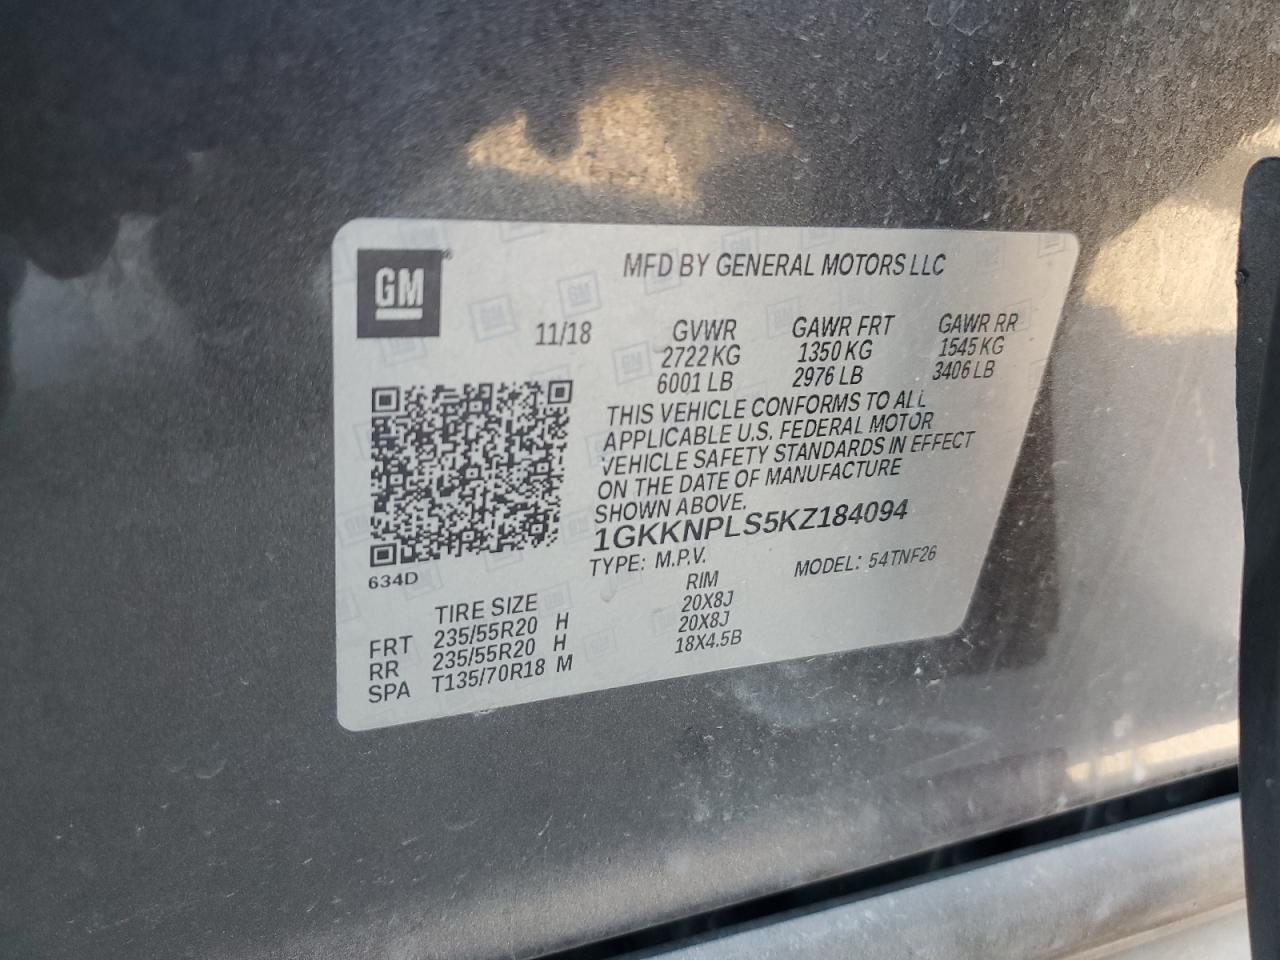 GM
MFD BY GENERAL MOTORS LLC
11/18 GVWR GAWR FRT GAWR RR
2722 KG 1350 KG 1545 KG
6001 LB 2976 LB 3406 LB
THIS VEHICLE CONFORMS TO ALL
APPLICABLE U.S. FEDERAL MOTOR
VEHICLE SAFETY STANDARDS IN EFFECT
ON THE DATE OF MANUFACTURE
SHOWN ABOVE.
1GKKNPLS5KZ184094
TYPE: M.P.V. MODEL: 54TNF26
634D
TIRE SIZE RIM
FRT 235/55R20 H 20X8J
RR 235/55R20 H 20X8J
SPA T135/70R18 M 18X4.5B